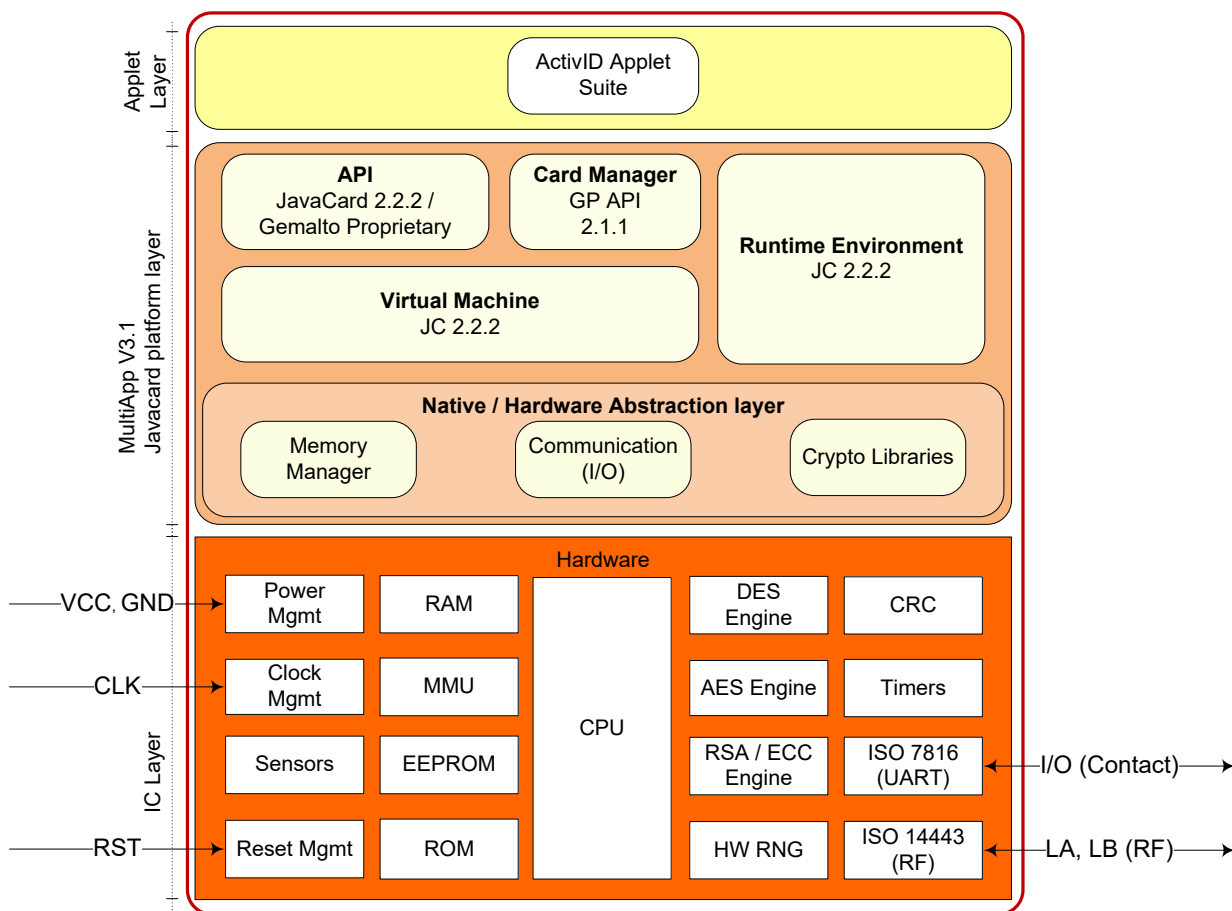 Applet
Layer
ActivID Applet
Suite
MultiApp V3.1
Javacard platform layer
API
JavaCard 2.2.2 /
Gemalto Proprietary
Card Manager
GP API
2.1.1
Runtime Environment
JC 2.2.2
Virtual Machine
JC 2.2.2
Native / Hardware Abstraction layer
Memory
Manager
Communication
(I/O)
Crypto Libraries
IC Layer
Hardware
VCC, GND
Power
Mgmt
RAM
CPU
DES
Engine
CRC
CLK
Clock
Mgmt
MMU
AES Engine
Timers
Sensors
EEPROM
RSA / ECC
Engine
ISO 7816
(UART)
I/O (Contact)
RST
Reset Mgmt
ROM
HW RNG
ISO 14443
(RF)
LA, LB (RF)